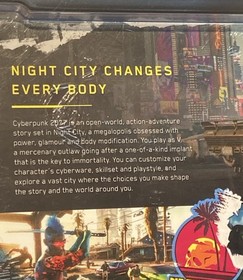 NIGHT CITY CHANGES
EVERY BODY
Cyberpunk 2077 is an open-world, action-adventure
story set in Night City, a megalopolis obsessed with
power, glamour and body modification. You play as V,
a mercenary outlaw going after a one-of-a-kind implant
that is the key to immortality. You can customize your
character's cyberware, skillset and playstyle, and
explore a vast city where the choices you make shape
the story and the world around you.